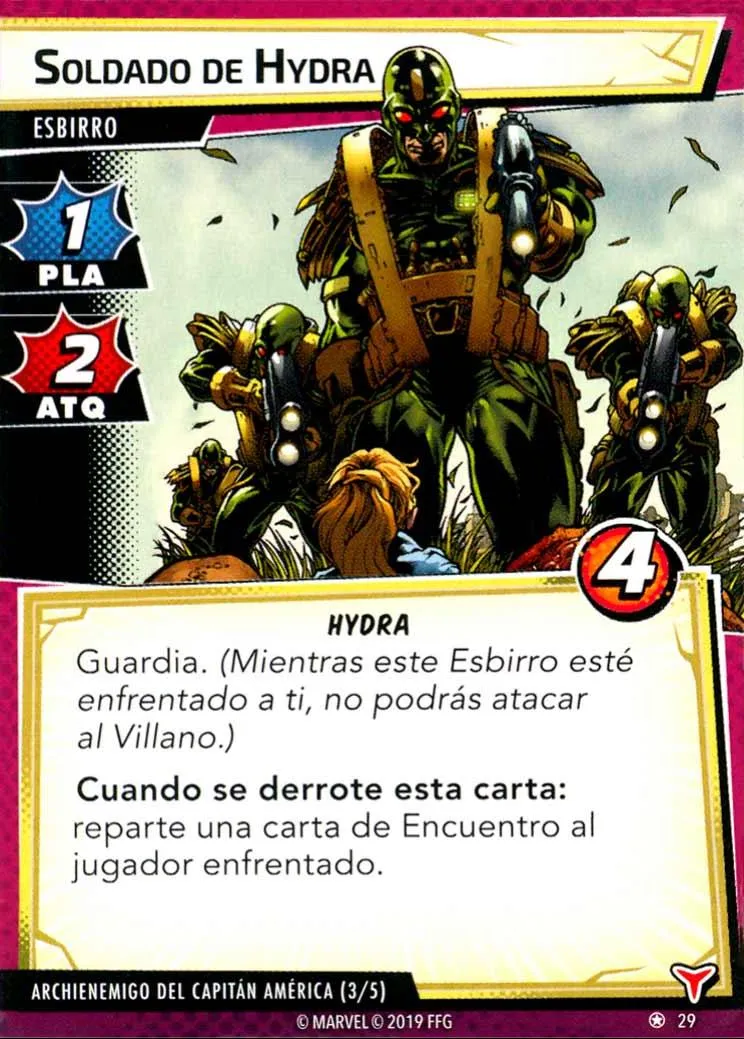 SOLDADO DE HYDRA
ESBIRRO
1
PLA
2
ATQ
4
HYDRA
Guardia. (Mientras este Esbirro esté
enfrentado a ti, no podrás atacar
al Villano.)
Cuando se derrote esta carta:
reparte una carta de Encuentro al
jugador enfrentado.
ARCHIENEMIGO DEL CAPITÁN AMÉRICA (3/5)
© MARVEL © 2019 FFG
29